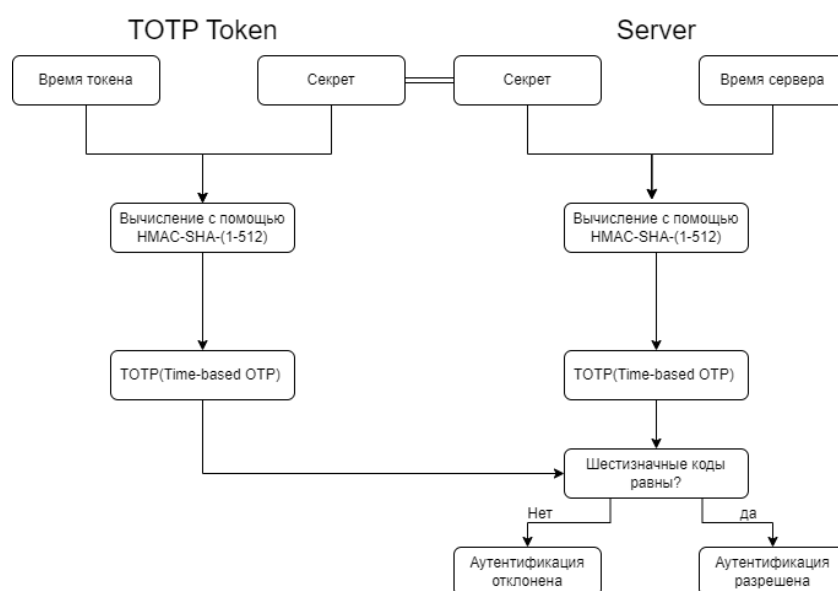 TOTP Token
Server
Время токена
Секрет
Секрет
Время сервера
Вычисление с помощью
HMAC-SHA-(1-512)
Вычисление с помощью
HMAC-SHA-(1-512)
TOTP(Time-based OTP)
TOTP(Time-based OTP)
Шестизначные коды
равны?
Нет
да
Аутентификация
отклонена
Аутентификация
разрешена